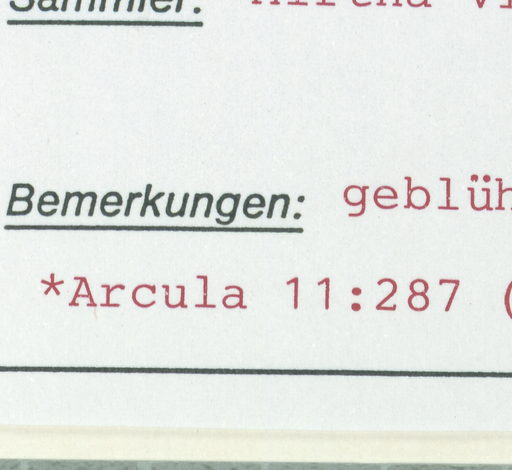 Sammler:
Bemerkungen: geblüh
*Arcula 11:287 (